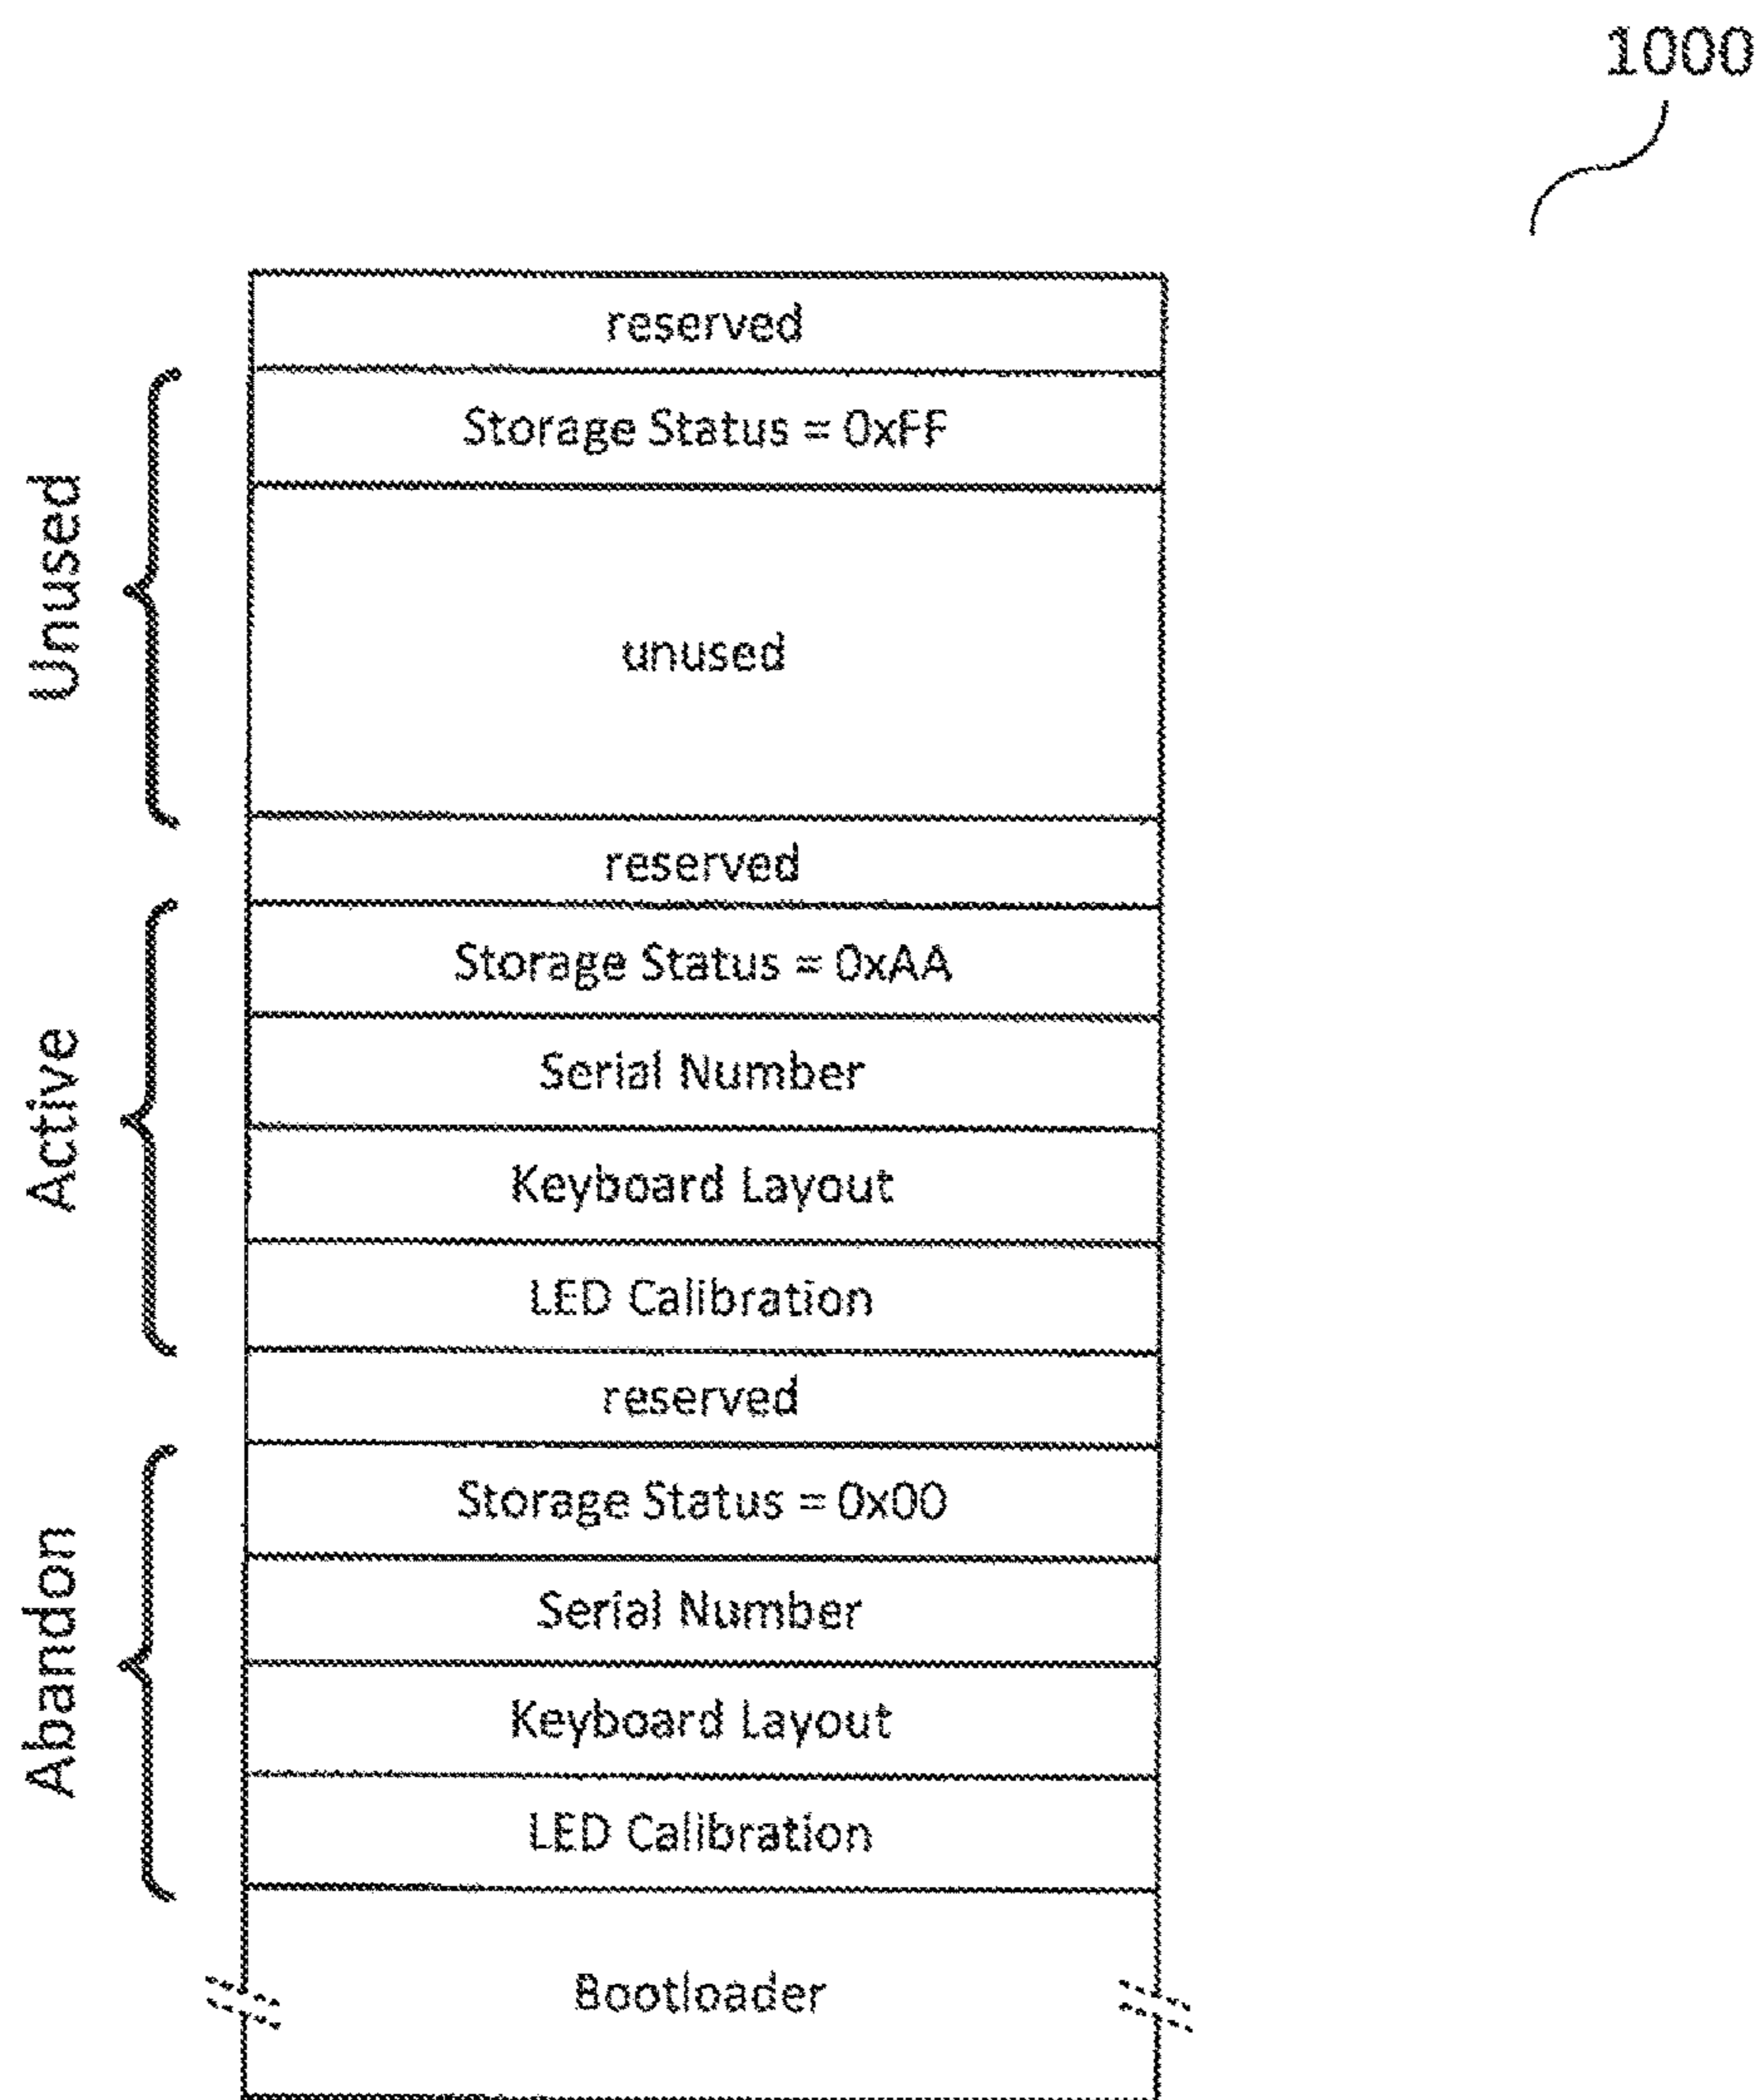 1000
reserved
Unused
Storage Status = 0xFF
unused
reserved
Active
Storage Status = 0xAA
Serial Number
Keyboard Layout
LED Calibration
reserved
Abandon
Storage Status = 0x00
Serial Number
Keyboard Layout
LED Calibration
Bootloader